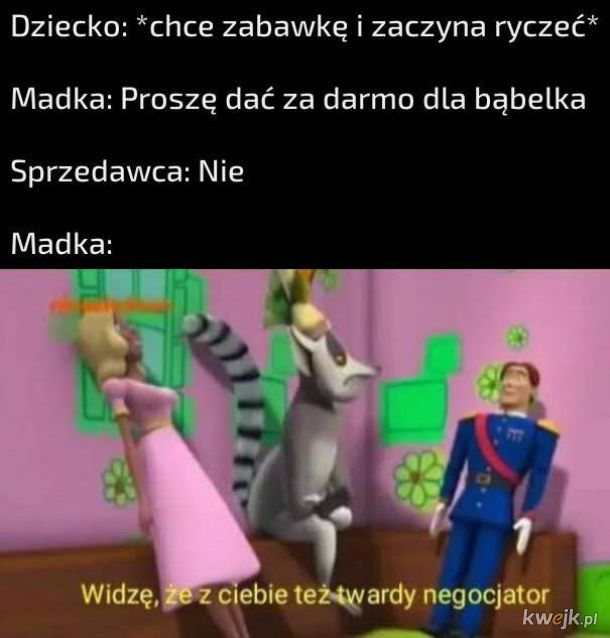 Dziecko: *chce zabawkę i zaczyna ryczeć*
Madka: Proszę dać za darmo dla bąbelka
Sprzedawca: Nie
Madka:
Widzę, że z ciebie też twardy negocjator
kwejk.pl